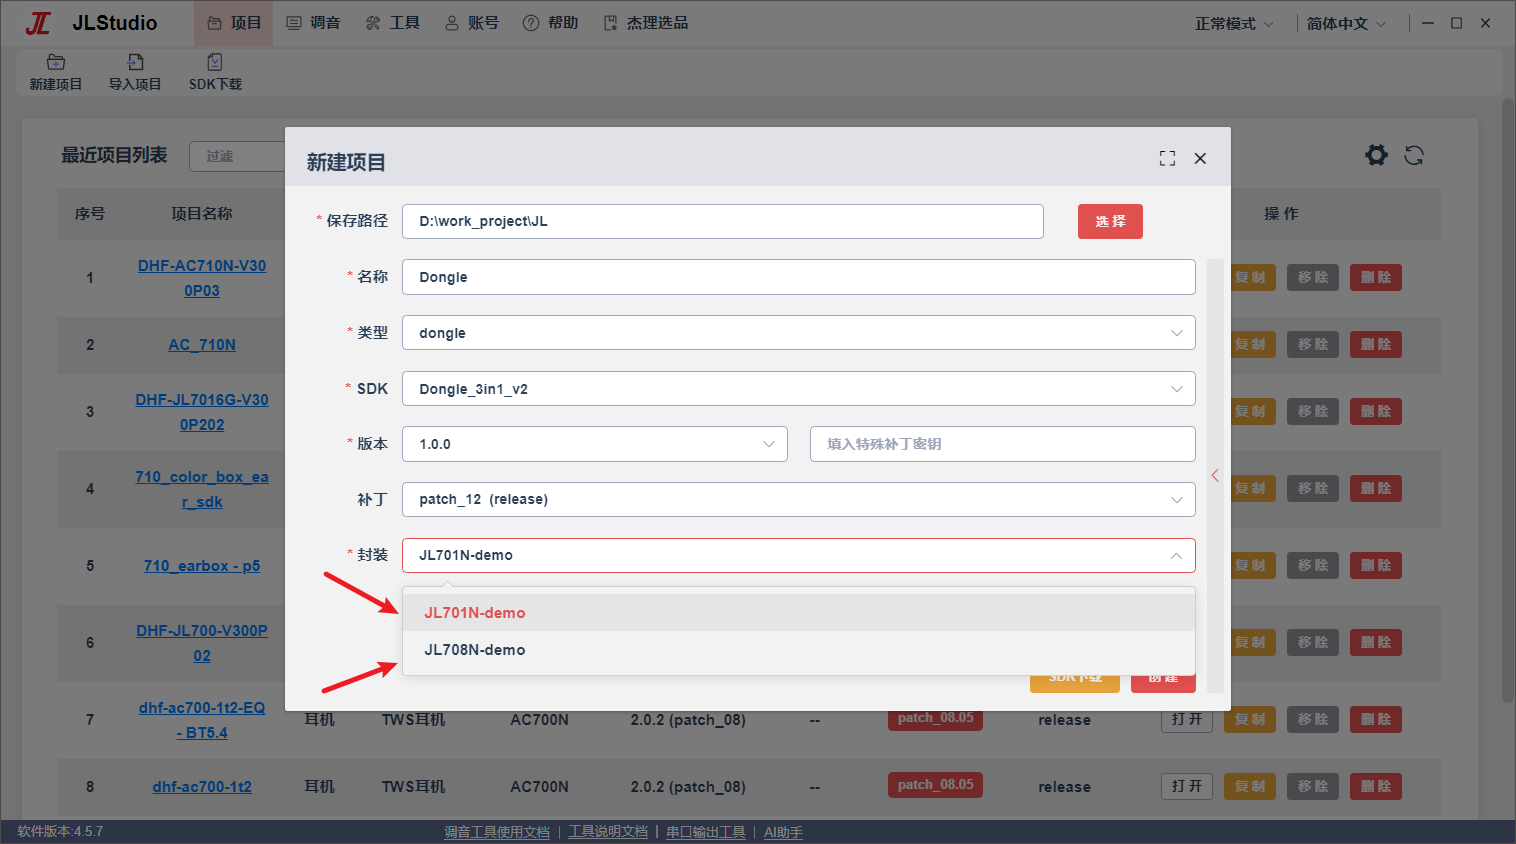 JL JLStudio 项目 调音 工具 账号 帮助 杰理选品 正常模式 简体中文
新建项目 导入项目 SDK下载
最近项目列表 过滤
序号 项目名称 操 作
新建项目
* 保存路径 D:\work_project\JL 选 择
* 名称 Dongle
* 类型 dongle
* SDK Dongle_3in1_v2
* 版本 1.0.0 填入特殊补丁密钥
补丁 patch_12 (release)
* 封装 JL701N-demo
JL701N-demo
JL708N-demo
SDK下载 创 建
1 DHF-AC710N-V30
0P03
复 制 移 除 删 除
2 AC_710N 复 制 移 除 删 除
3 DHF-JL7016G-V30
0P202
复 制 移 除 删 除
4 710_color_box_ea
r_sdk
复 制 移 除 删 除
5 710_earbox - p5 复 制 移 除 删 除
6 DHF-JL700-V300P
02
复 制 移 除 删 除
7 dhf-ac700-1t2-EQ
- BT5.4
耳机 TWS耳机 AC700N 2.0.2 (patch_08) -- patch_08.05 release 打 开 复 制 移 除 删 除
8 dhf-ac700-1t2 耳机 TWS耳机 AC700N 2.0.2 (patch_08) -- patch_08.05 release 打 开 复 制 移 除 删 除
软件版本:4.5.7 调音工具使用文档 | 工具说明文档 | 串口输出工具 | AI助手